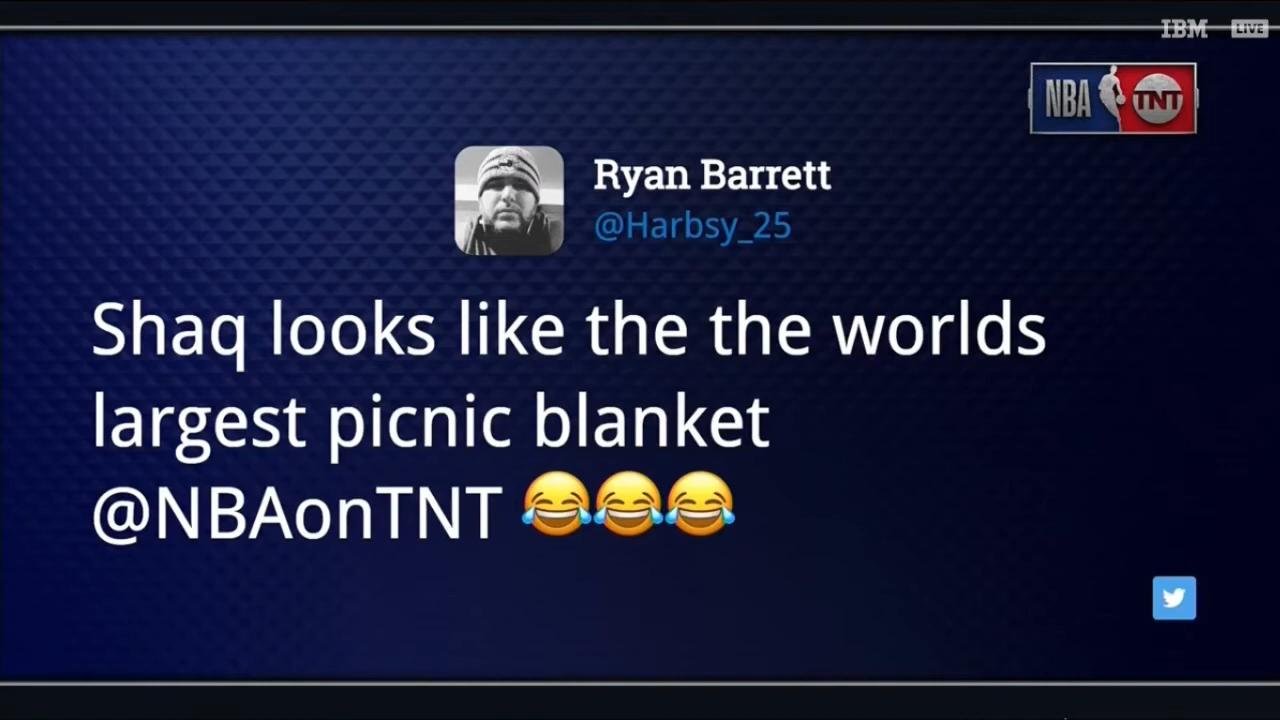 IBM LIVE
NBA TNT
Ryan Barrett
@Harbsy_25
Shaq looks like the the worlds
largest picnic blanket
@NBAonTNT 😂😂😂